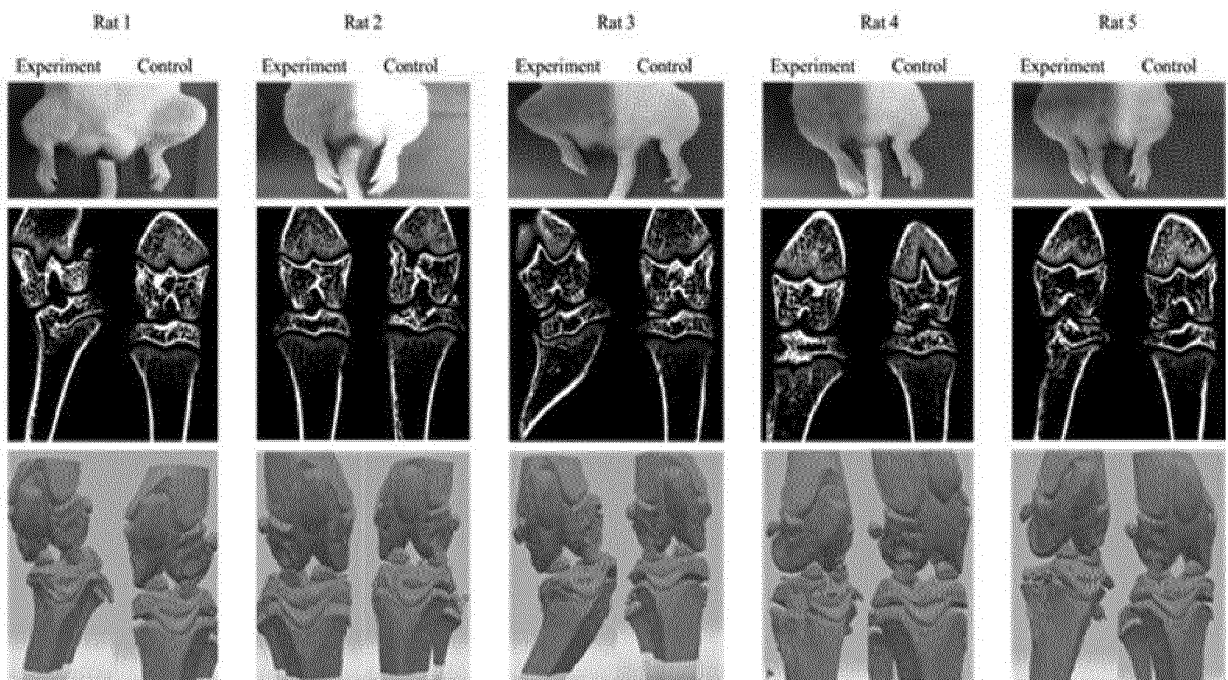 Rat 1 Rat 2 Rat 3 Rat 4 Rat 5
Experiment Control Experiment Control Experiment Control Experiment Control Experiment Control